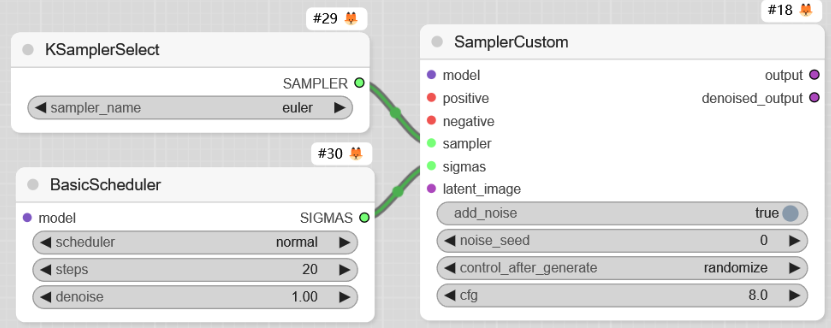 #29
KSamplerSelect
SAMPLER
sampler_name euler
#30
BasicScheduler
model SIGMAS
scheduler normal
steps 20
denoise 1.00
#18
SamplerCustom
model output
positive denoised_output
negative
sampler
sigmas
latent_image
add_noise true
noise_seed 0
control_after_generate randomize
cfg 8.0